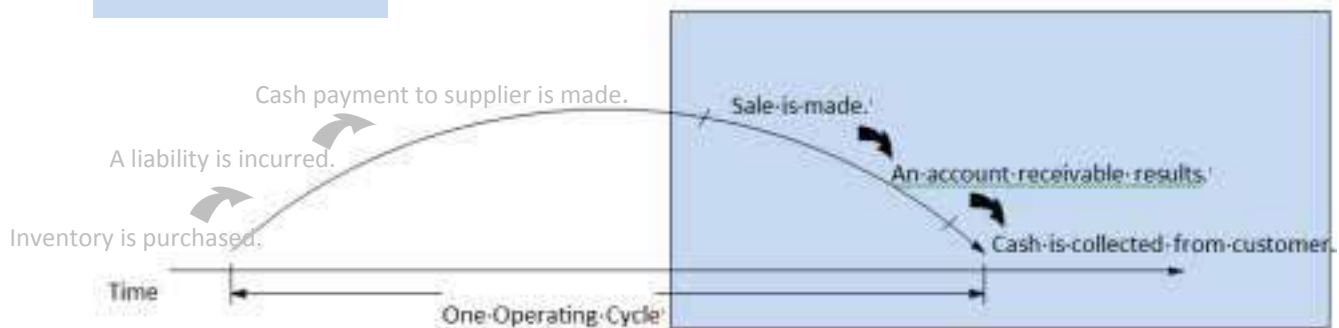 Cash payment to supplier is made.
Sale·is·made.
A liability is incurred.
An·account·receivable·results.
Inventory is purchased.
Cash·is·collected·from·customer.
Time
One·Operating·Cycle